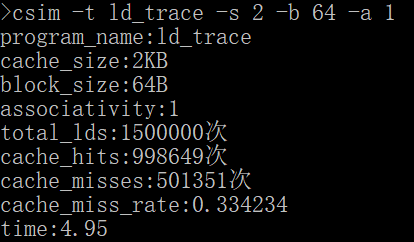 >csim -t ld_trace -s 2 -b 64 -a 1
program_name:ld_trace
cache_size:2KB
block_size:64B
associativity:1
total_lds:1500000次
cache_hits:998649次
cache_misses:501351次
cache_miss_rate:0.334234
time:4.95